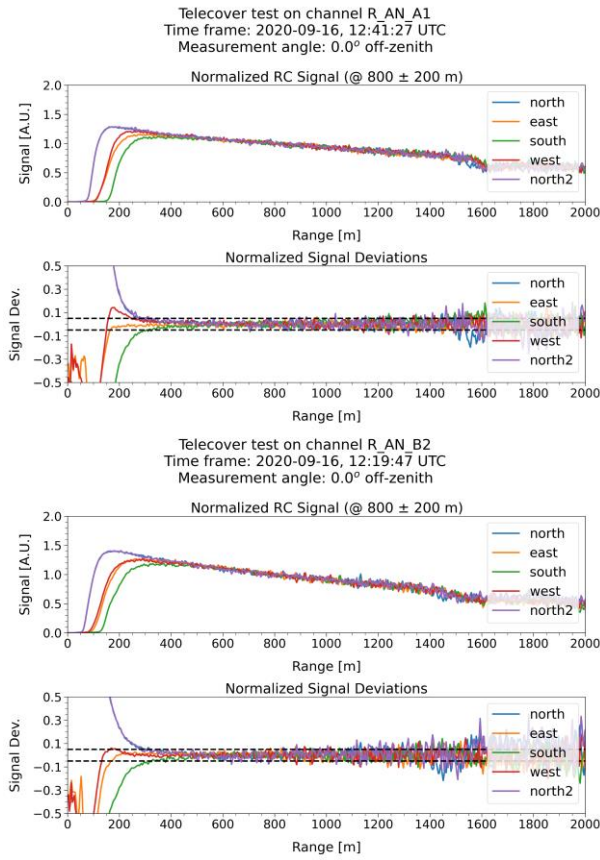 Telecover test on channel R_AN_A1
Time frame: 2020-09-16, 12:41:27 UTC
Measurement angle: 0.0° off-zenith
Normalized RC Signal (@ 800 ± 200 m)
Signal [A.U.]
2.0
1.5
1.0
0.5
0.0
north
east
south
west
north2
0 200 400 600 800 1000 1200 1400 1600 1800 2000
Range [m]
Normalized Signal Deviations
Signal Dev.
0.5
0.3
0.1
−0.1
−0.3
−0.5
north
east
south
west
north2
0 200 400 600 800 1000 1200 1400 1600 1800 2000
Range [m]
Telecover test on channel R_AN_B2
Time frame: 2020-09-16, 12:19:47 UTC
Measurement angle: 0.0° off-zenith
Normalized RC Signal (@ 800 ± 200 m)
Signal [A.U.]
2.0
1.5
1.0
0.5
0.0
north
east
south
west
north2
0 200 400 600 800 1000 1200 1400 1600 1800 2000
Range [m]
Normalized Signal Deviations
Signal Dev.
0.5
0.3
0.1
−0.1
−0.3
−0.5
north
east
south
west
north2
0 200 400 600 800 1000 1200 1400 1600 1800 2000
Range [m]